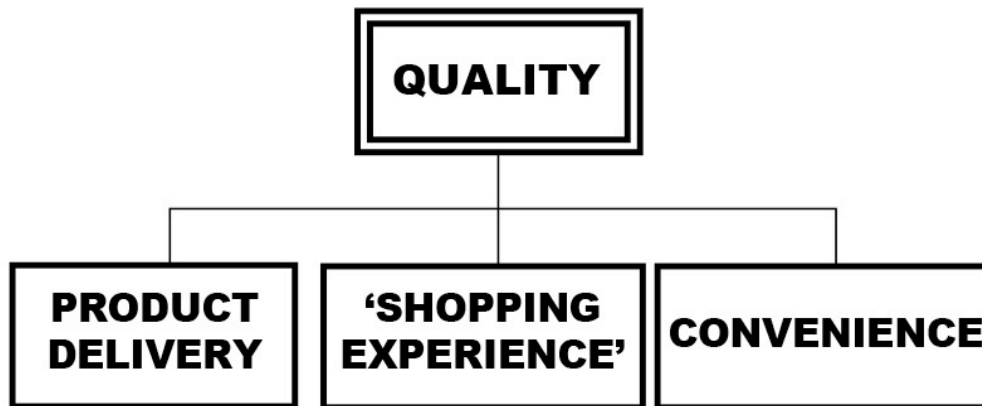 QUALITY
PRODUCT
DELIVERY
‘SHOPPING
EXPERIENCE’
CONVENIENCE